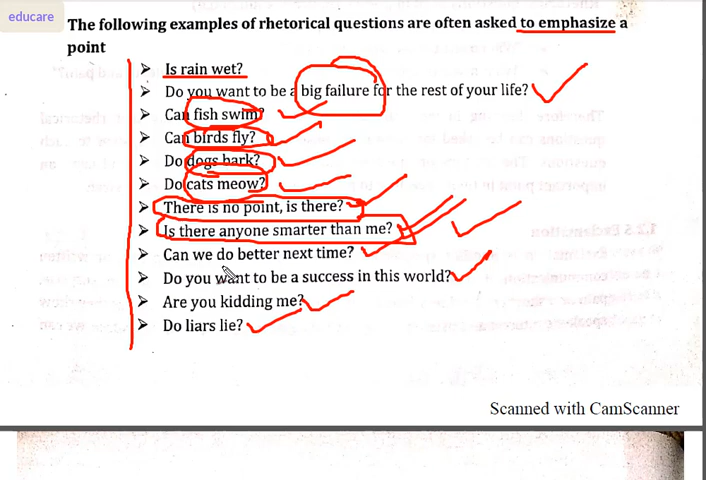 educare
The following examples of rhetorical questions are often asked to emphasize a
point
➢ Is rain wet?
➢ Do you want to be a big failure for the rest of your life?
➢ Can fish swim?
➢ Can birds fly?
➢ Do dogs bark?
➢ Do cats meow?
➢ There is no point, is there?
➢ Is there anyone smarter than me?
➢ Can we do better next time?
➢ Do you want to be a success in this world?
➢ Are you kidding me?
➢ Do liars lie?
Scanned with CamScanner